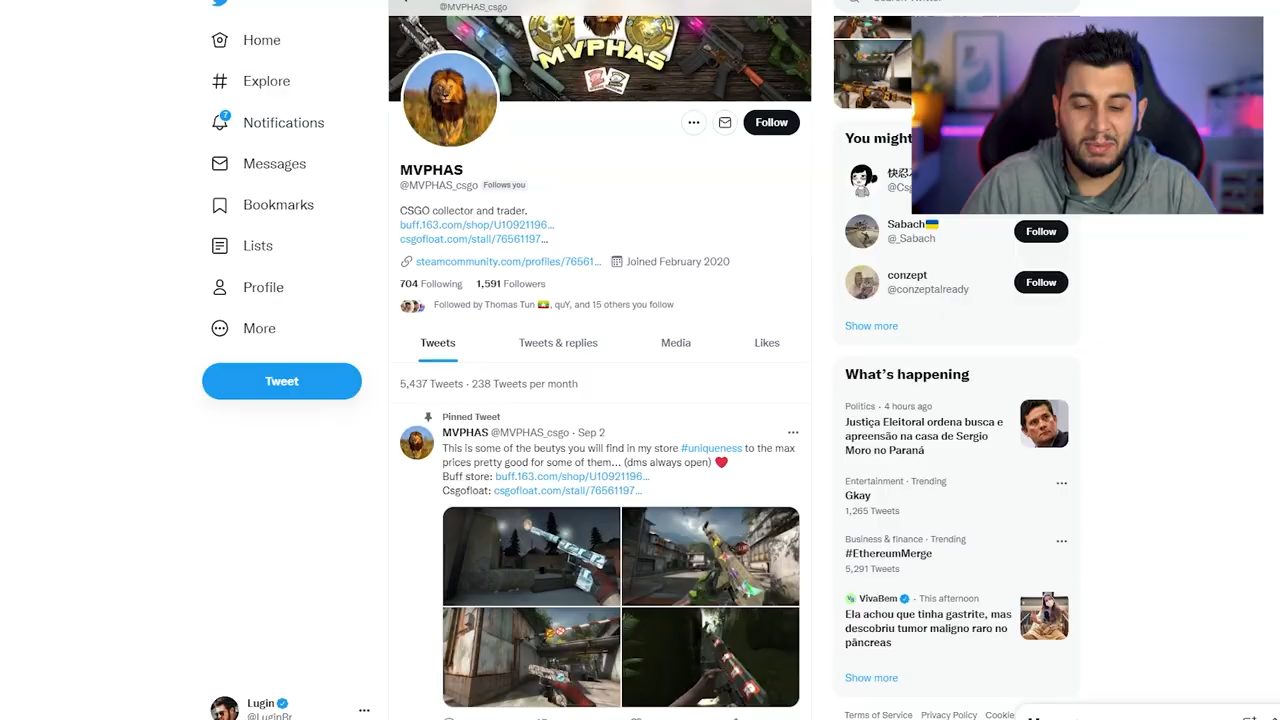 @MVPHAS_csgo
MVPHAS
Home
Explore
7
Notifications
Messages
Bookmarks
Lists
Profile
More
Tweet
Lugin
@LuginBr
Follow
MVPHAS
@MVPHAS_csgo Follows you
CSGO collector and trader.
buff.163.com/shop/U10921196...
csgofloat.com/stall/76561197...
steamcommunity.com/profiles/76561... Joined February 2020
704 Following 1,591 Followers
Followed by Thomas Tun, quY, and 15 others you follow
Tweets Tweets & replies Media Likes
5,437 Tweets · 238 Tweets per month
Pinned Tweet
MVPHAS @MVPHAS_csgo · Sep 2
This is some of the beutys you will find in my store #uniqueness to the max
prices pretty good for some of them... (dms always open) ❤️
Buff store: buff.163.com/shop/U10921196...
Csgofloat: csgofloat.com/stall/76561197...
You might
@Csg
Sabach🇺🇦
@_Sabach
Follow
conzept
@conzeptalready
Follow
Show more
What's happening
Politics · 4 hours ago
Justiça Eleitoral ordena busca e
apreensão na casa de Sergio
Moro no Paraná
Entertainment · Trending
Gkay
1,265 Tweets
Business & finance · Trending
#EthereumMerge
5,291 Tweets
VivaBem · This afternoon
Ela achou que tinha gastrite, mas
descobriu tumor maligno raro no
pâncreas
Show more
Terms of Service Privacy Policy Cookie